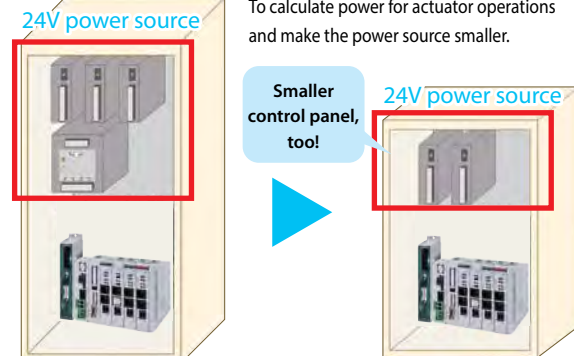 To calculate power for actuator operations
and make the power source smaller.
24V power source
Smaller
control panel,
too!
24V power source